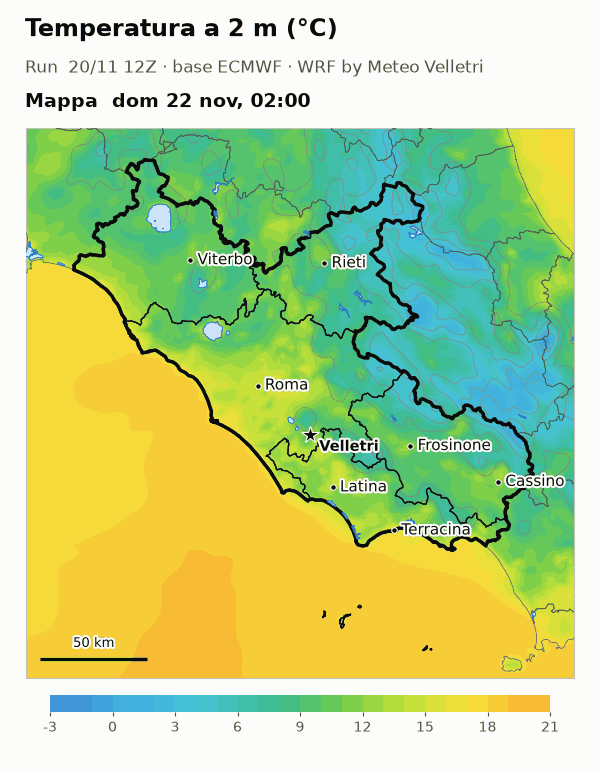 Temperatura a 2 m (°C)
Run 20/11 12Z · base ECMWF · WRF by Meteo Velletri
Mappa dom 22 nov, 02:00
Viterbo
Rieti
Roma
Velletri
Frosinone
Latina
Cassino
Terracina
50 km
-3 0 3 6 9 12 15 18 21